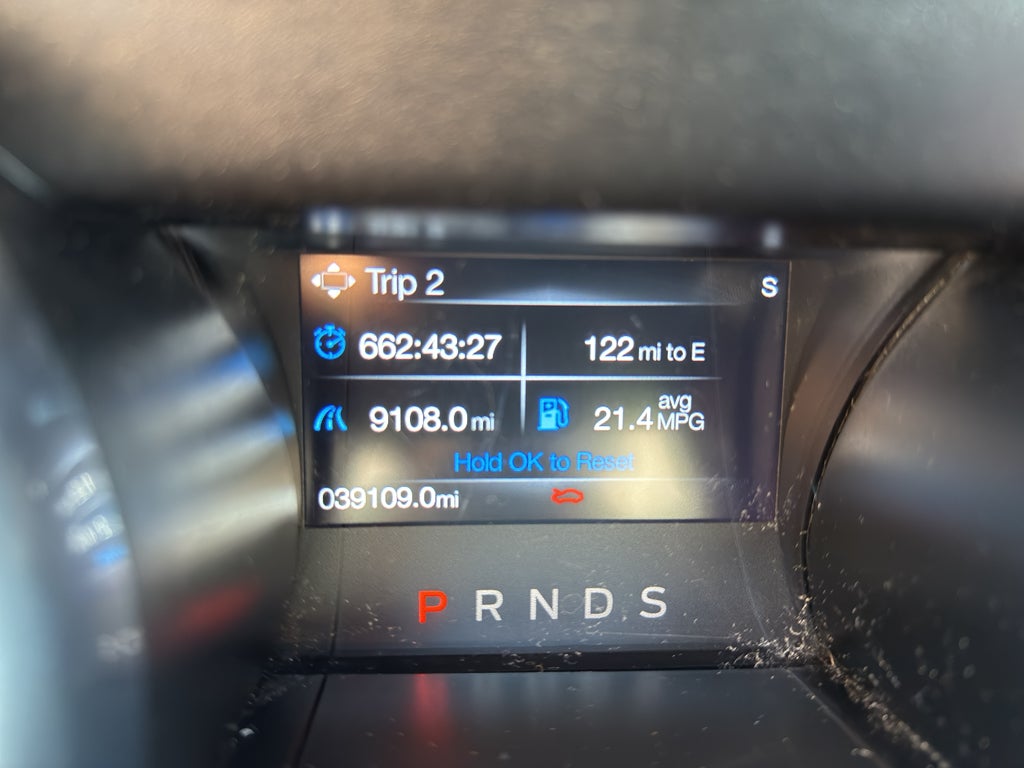 Trip 2 S
662:43:27 122 mi to E
9108.0 mi 21.4 avg MPG
Hold OK to Reset
039109.0mi
P R N D S